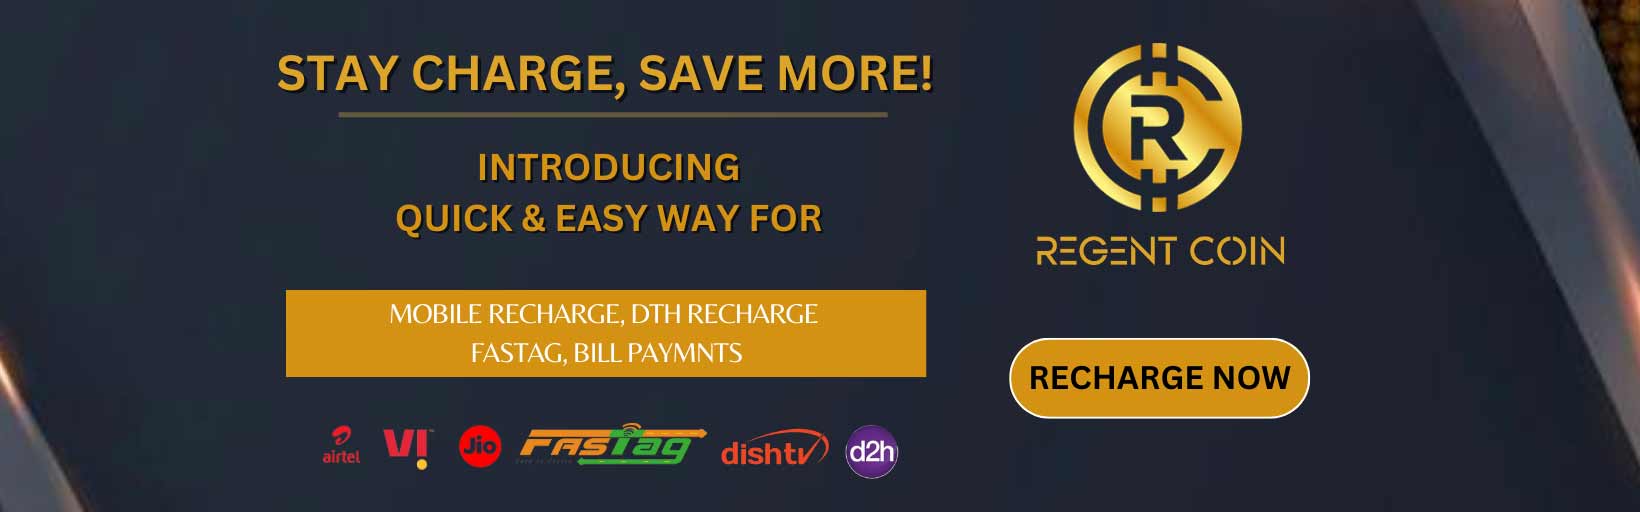 STAY CHARGE, SAVE MORE!
INTRODUCING
QUICK & EASY WAY FOR
MOBILE RECHARGE, DTH RECHARGE
FASTAG, BILL PAYMNTS
airtel
VI
Jio
FASTag
dishtv
d2h
R
REGENT COIN
RECHARGE NOW